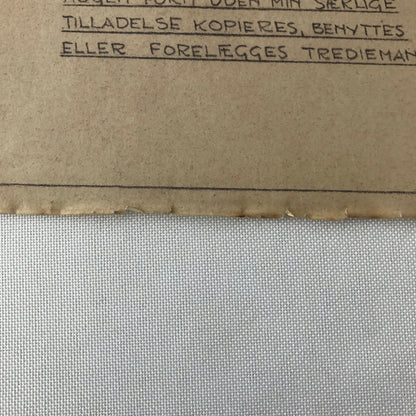 UDEN MIN SÆRLIGE
TILLADELSE KOPIERES, BENYTTES
ELLER FORELÆGGES TREDIEMAN